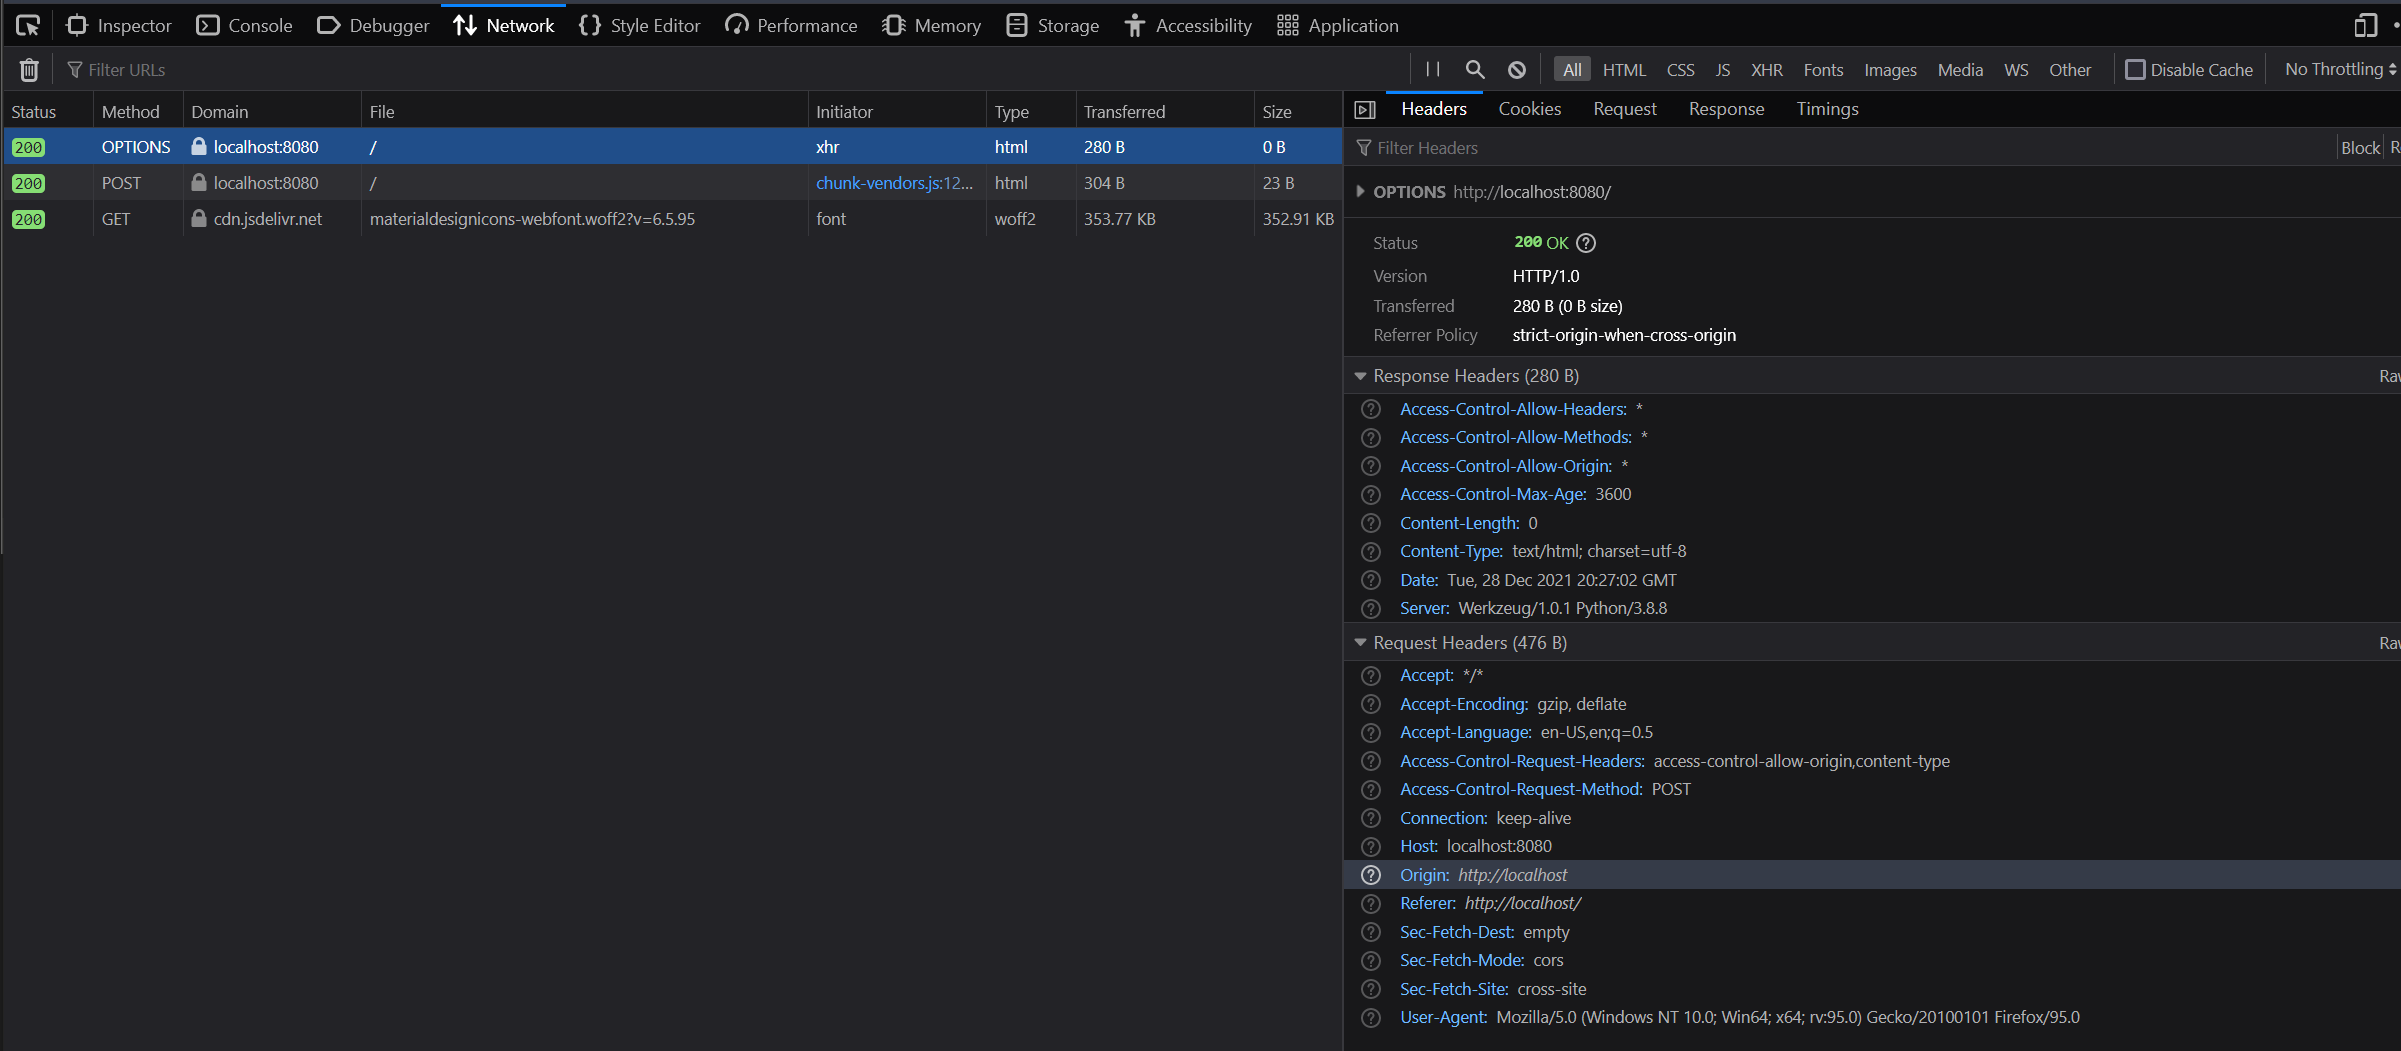 Inspector Console Debugger Network Style Editor Performance Memory Storage Accessibility Application
Filter URLs All HTML CSS JS XHR Fonts Images Media WS Other Disable Cache No Throttling
Status Method Domain File Initiator Type Transferred Size
200 OPTIONS localhost:8080 / xhr html 280 B 0 B
200 POST localhost:8080 / chunk-vendors.js:12... html 304 B 23 B
200 GET cdn.jsdelivr.net materialdesignicons-webfont.woff2?v=6.5.95 font woff2 353.77 KB 352.91 KB
Headers Cookies Request Response Timings
Filter Headers Block R
OPTIONS http://localhost:8080/
Status 200 OK
Version HTTP/1.0
Transferred 280 B (0 B size)
Referrer Policy strict-origin-when-cross-origin
Response Headers (280 B) Ra
Access-Control-Allow-Headers: *
Access-Control-Allow-Methods: *
Access-Control-Allow-Origin: *
Access-Control-Max-Age: 3600
Content-Length: 0
Content-Type: text/html; charset=utf-8
Date: Tue, 28 Dec 2021 20:27:02 GMT
Server: Werkzeug/1.0.1 Python/3.8.8
Request Headers (476 B) Ra
Accept: */*
Accept-Encoding: gzip, deflate
Accept-Language: en-US,en;q=0.5
Access-Control-Request-Headers: access-control-allow-origin,content-type
Access-Control-Request-Method: POST
Connection: keep-alive
Host: localhost:8080
Origin: http://localhost
Referer: http://localhost/
Sec-Fetch-Dest: empty
Sec-Fetch-Mode: cors
Sec-Fetch-Site: cross-site
User-Agent: Mozilla/5.0 (Windows NT 10.0; Win64; x64; rv:95.0) Gecko/20100101 Firefox/95.0